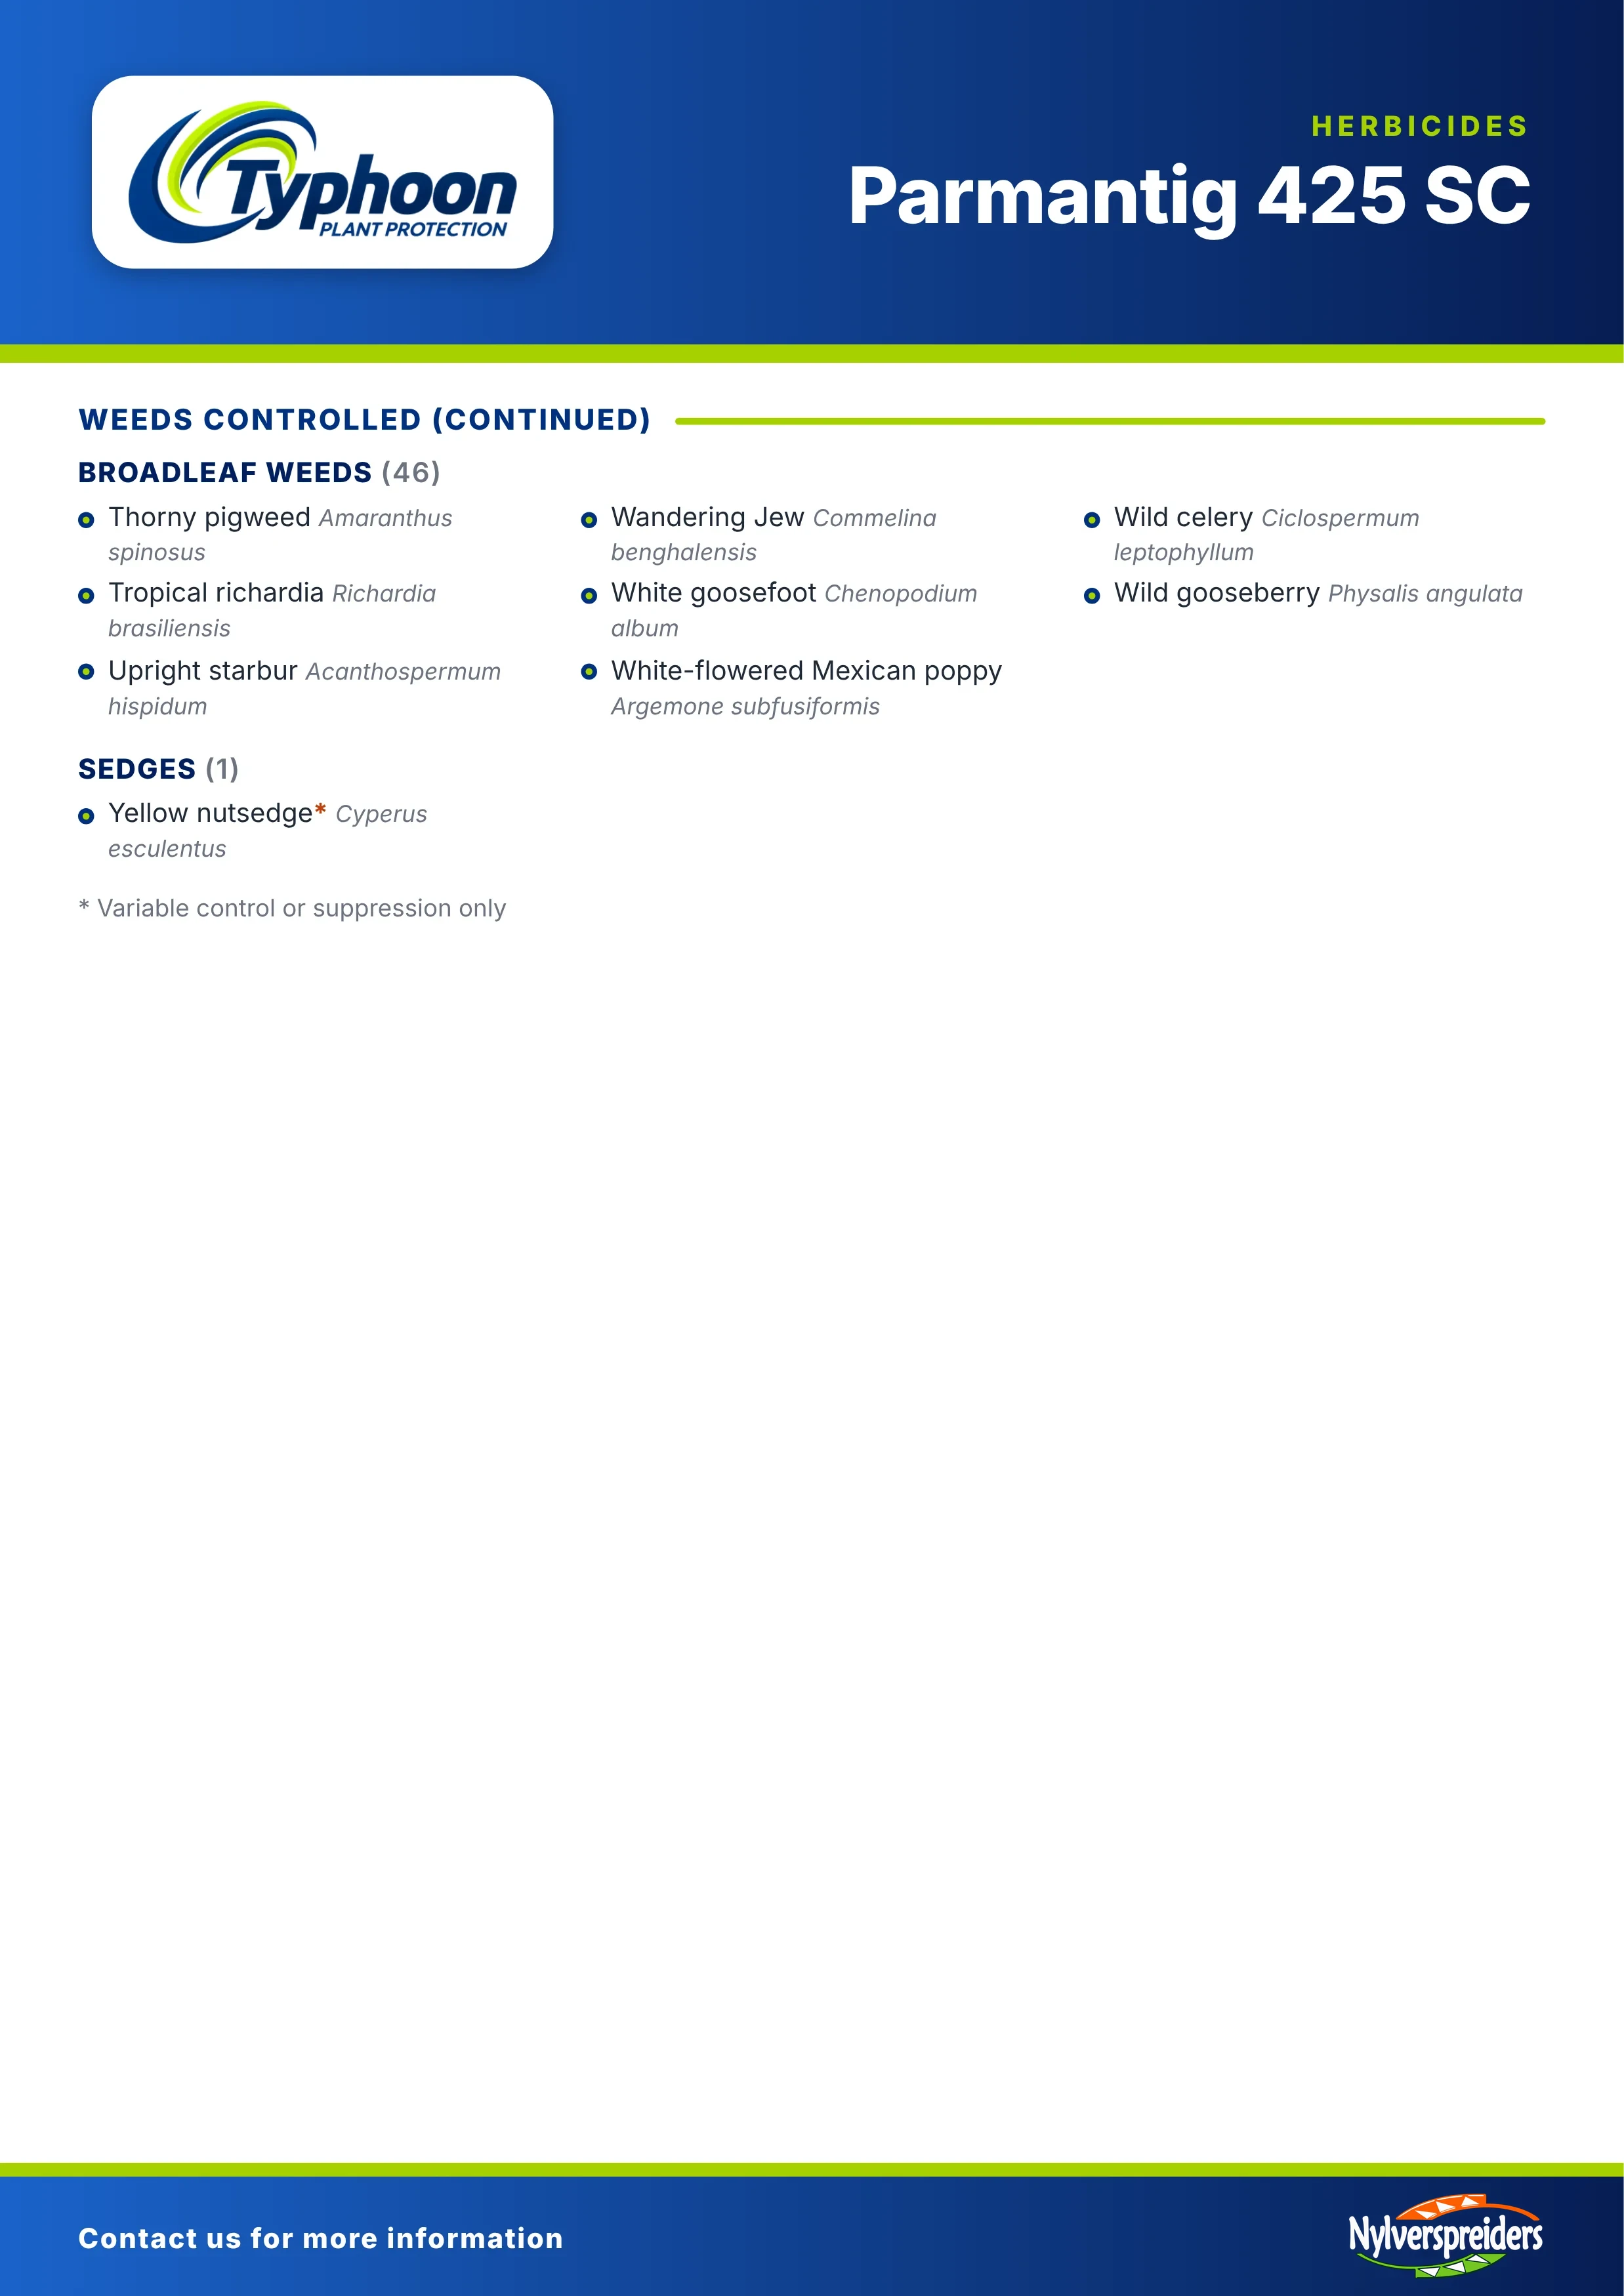 Typhoon
PLANT PROTECTION
HERBICIDES
Parmantig 425 SC
WEEDS CONTROLLED (CONTINUED)
BROADLEAF WEEDS (46)
Thorny pigweed Amaranthus
spinosus
Tropical richardia Richardia
brasiliensis
Upright starbur Acanthospermum
hispidum
Wandering Jew Commelina
benghalensis
White goosefoot Chenopodium
album
White-flowered Mexican poppy
Argemone subfusiformis
Wild celery Ciclospermum
leptophyllum
Wild gooseberry Physalis angulata
SEDGES (1)
Yellow nutsedge* Cyperus
esculentus
* Variable control or suppression only
Contact us for more information
Nylverspreiders